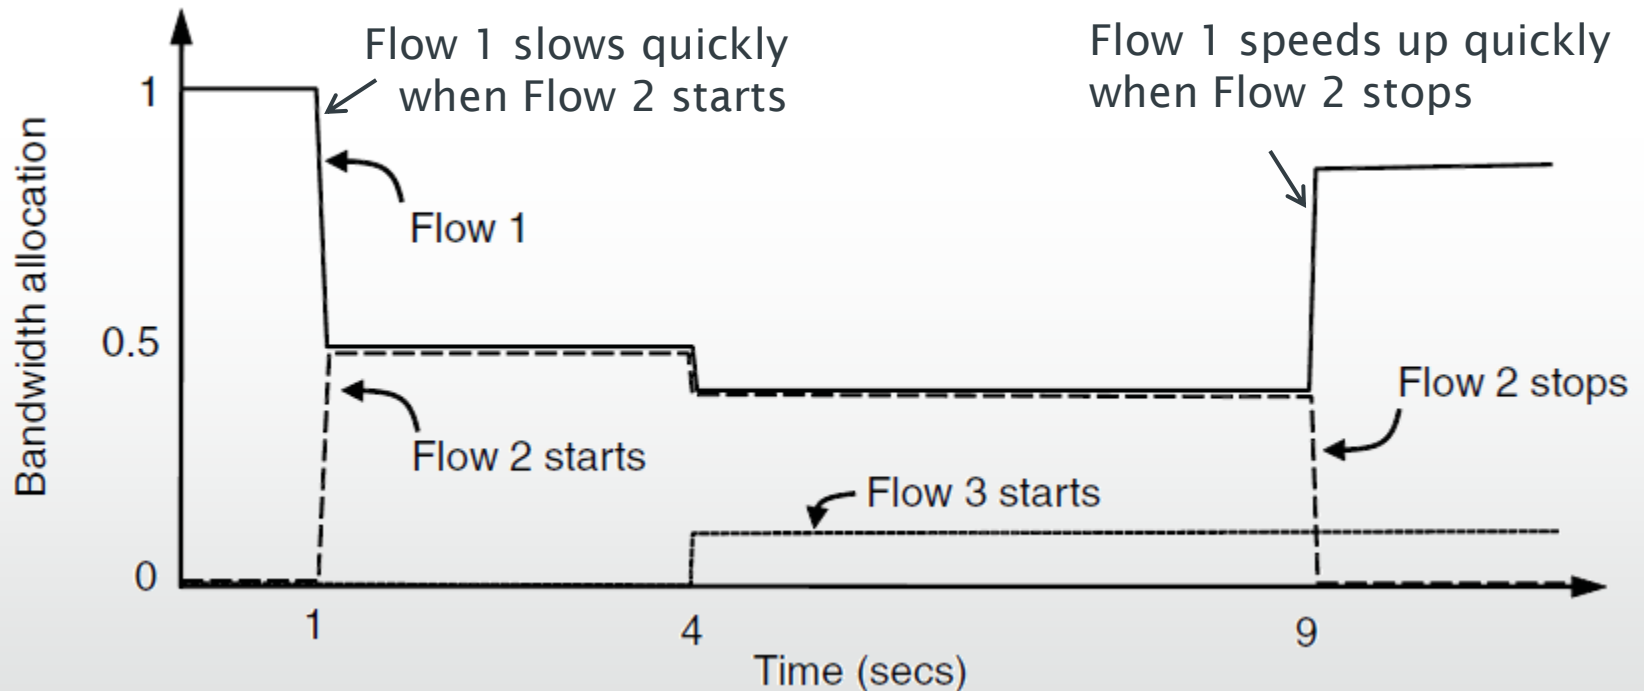 Flow 1 slows quickly
when Flow 2 starts
Flow 1 speeds up quickly
when Flow 2 stops
1
Bandwidth allocation
Flow 1
0.5
Flow 2 stops
Flow 2 starts
Flow 3 starts
0
1
4
9
Time (secs)